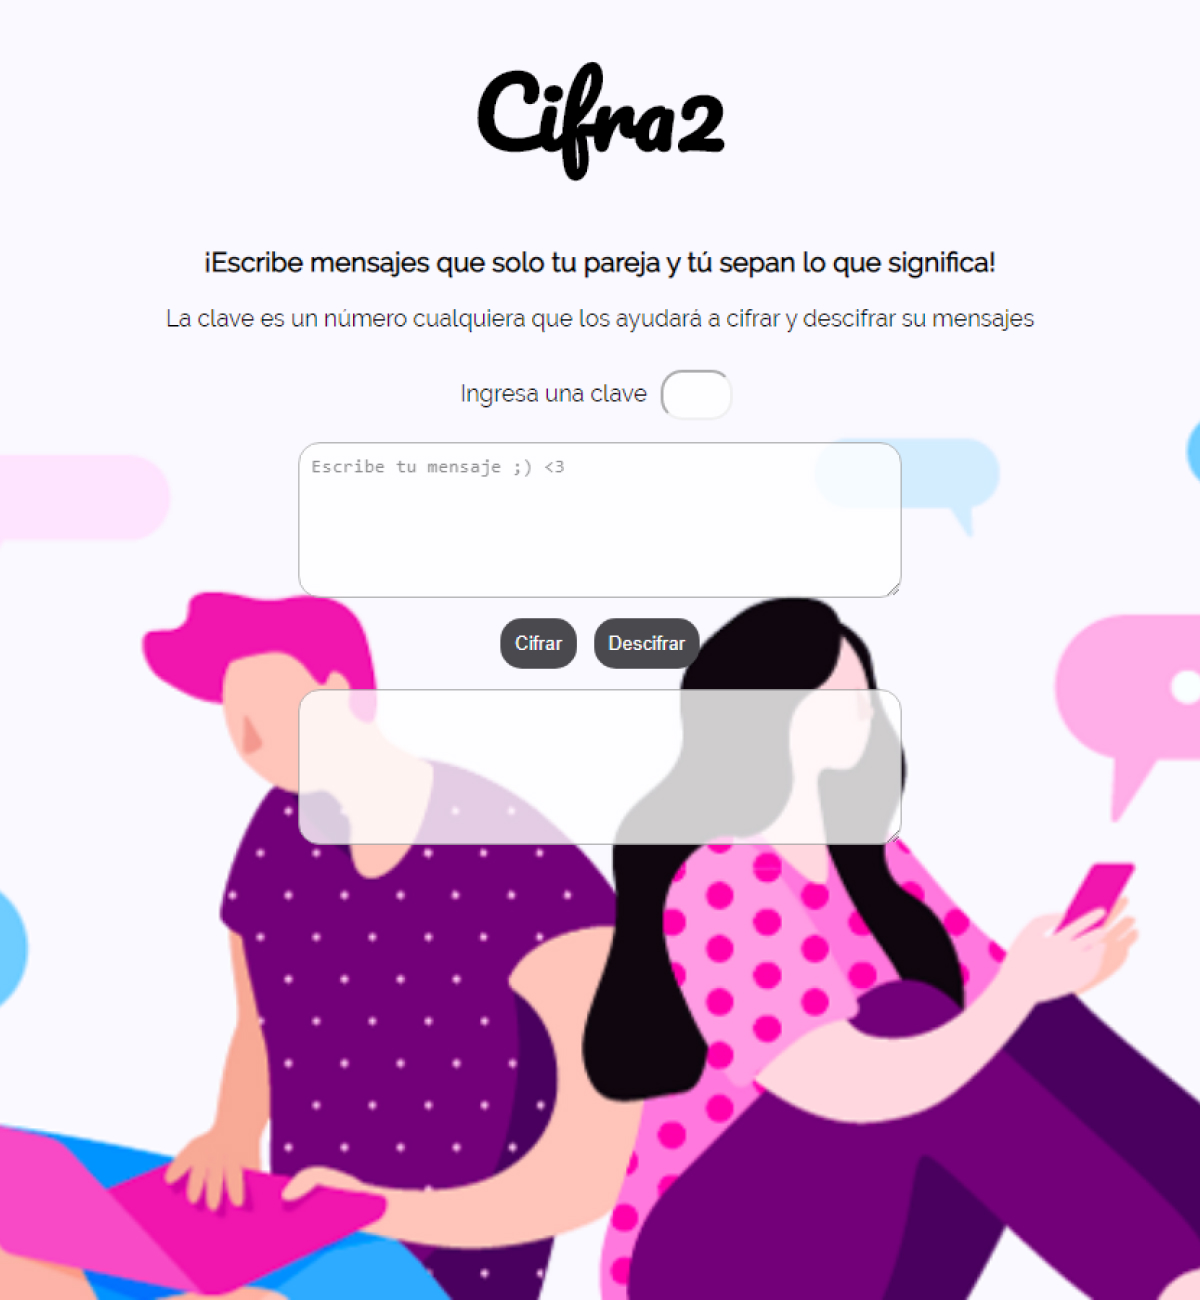 Cifra2
¡Escribe mensajes que solo tu pareja y tú sepan lo que significa!
La clave es un número cualquiera que los ayudará a cifrar y descifrar su mensajes
Ingresa una clave
Escribe tu mensaje ;) <3
Cifrar Descifrar